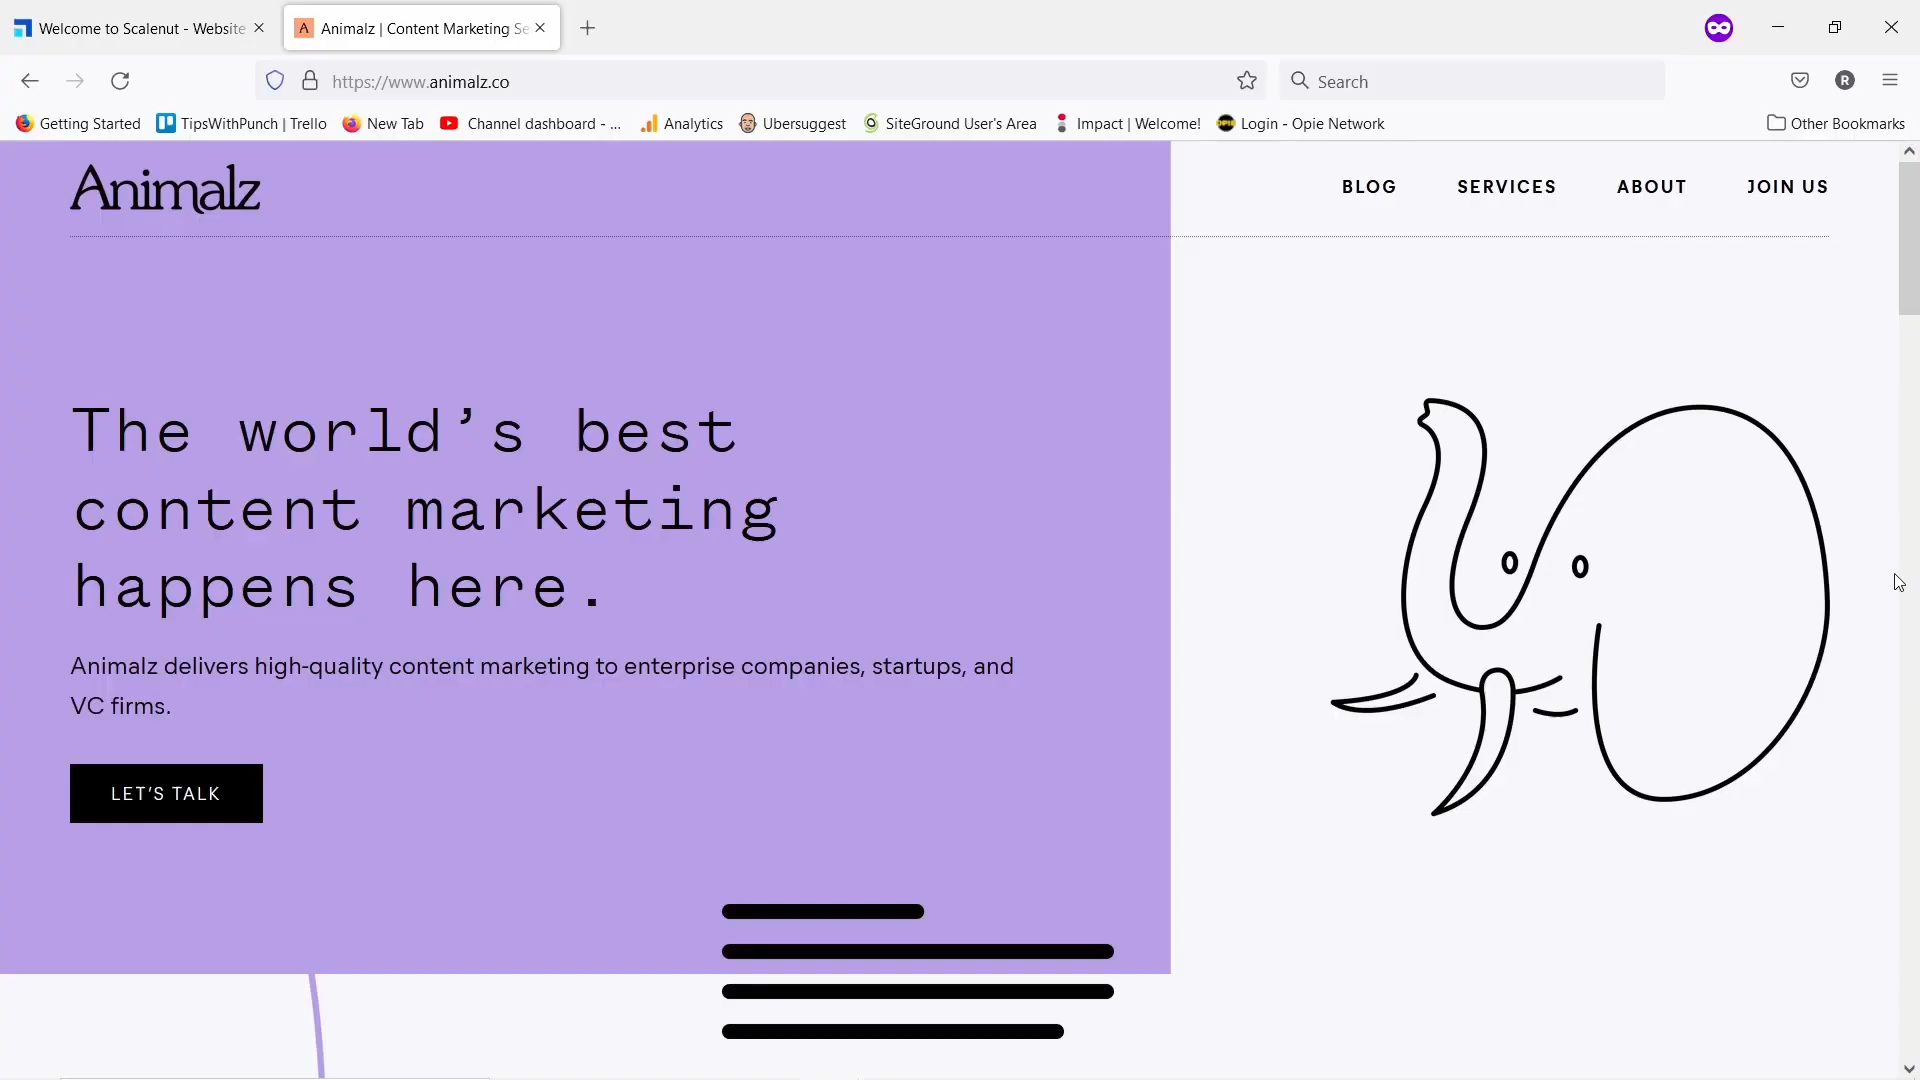 Welcome to Scalenut - Website
A Animalz | Content Marketing Se
https://www.animalz.co
Search
R
Getting Started
TipsWithPunch | Trello
New Tab
Channel dashboard - ...
Analytics
Ubersuggest
SiteGround User's Area
Impact | Welcome!
Login - Opie Network
Other Bookmarks
Animalz
BLOG
SERVICES
ABOUT
JOIN US
The world’s best
content marketing
happens here.
Animalz delivers high-quality content marketing to enterprise companies, startups, and
VC firms.
LET’S TALK